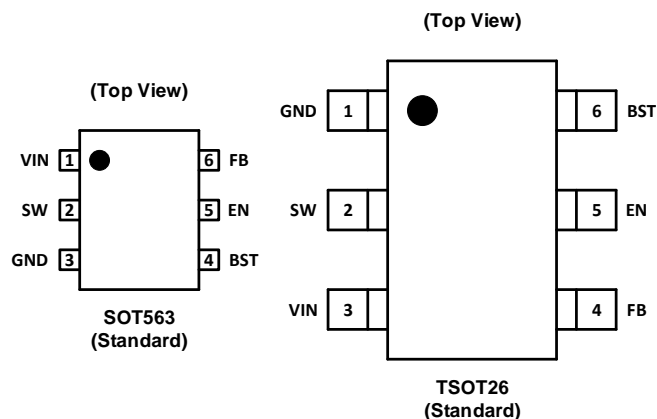 (Top View)
VIN 1 6 FB
SW 2 5 EN
GND 3 4 BST
SOT563
(Standard)
(Top View)
GND 1 6 BST
SW 2 5 EN
VIN 3 4 FB
TSOT26
(Standard)